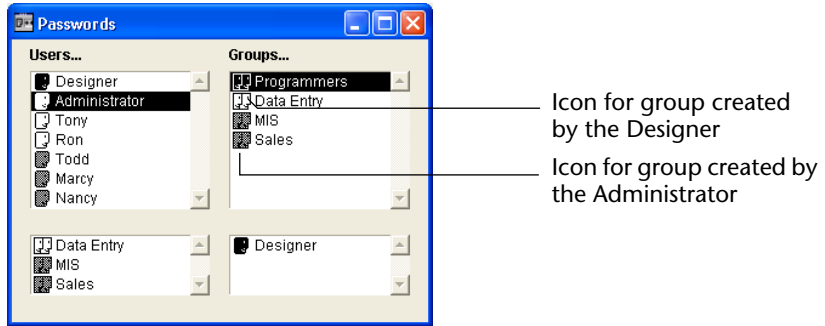 Passwords
Users...
Groups...
Designer
Administrator
Tony
Ron
Todd
Marcy
Nancy
Programmers
Data Entry
MIS
Sales
Data Entry
MIS
Sales
Designer
Icon for group created
by the Designer
Icon for group created by
the Administrator